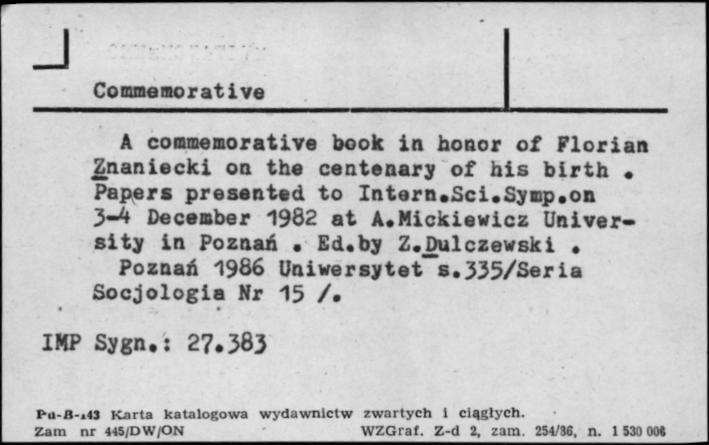 Commemorative
A commemorative book in honor of Florian
Znaniecki on the centenary of his birth .
Papers presented to Intern.Sci.Symp.on
3-4 December 1982 at A.Mickiewicz Univer-
sity in Poznań . Ed.by Z.Dulczewski .
Poznań 1986 Uniwersytet s.335/Seria
Socjologia Nr 15 /.
IMP Sygn.: 27.383
Pu-B-143 Karta katalogowa wydawnictw zwartych i ciągłych.
Zam nr 445/DW/ON WZGraf. Z-d 2, zam. 254/86, n. 1 530 006